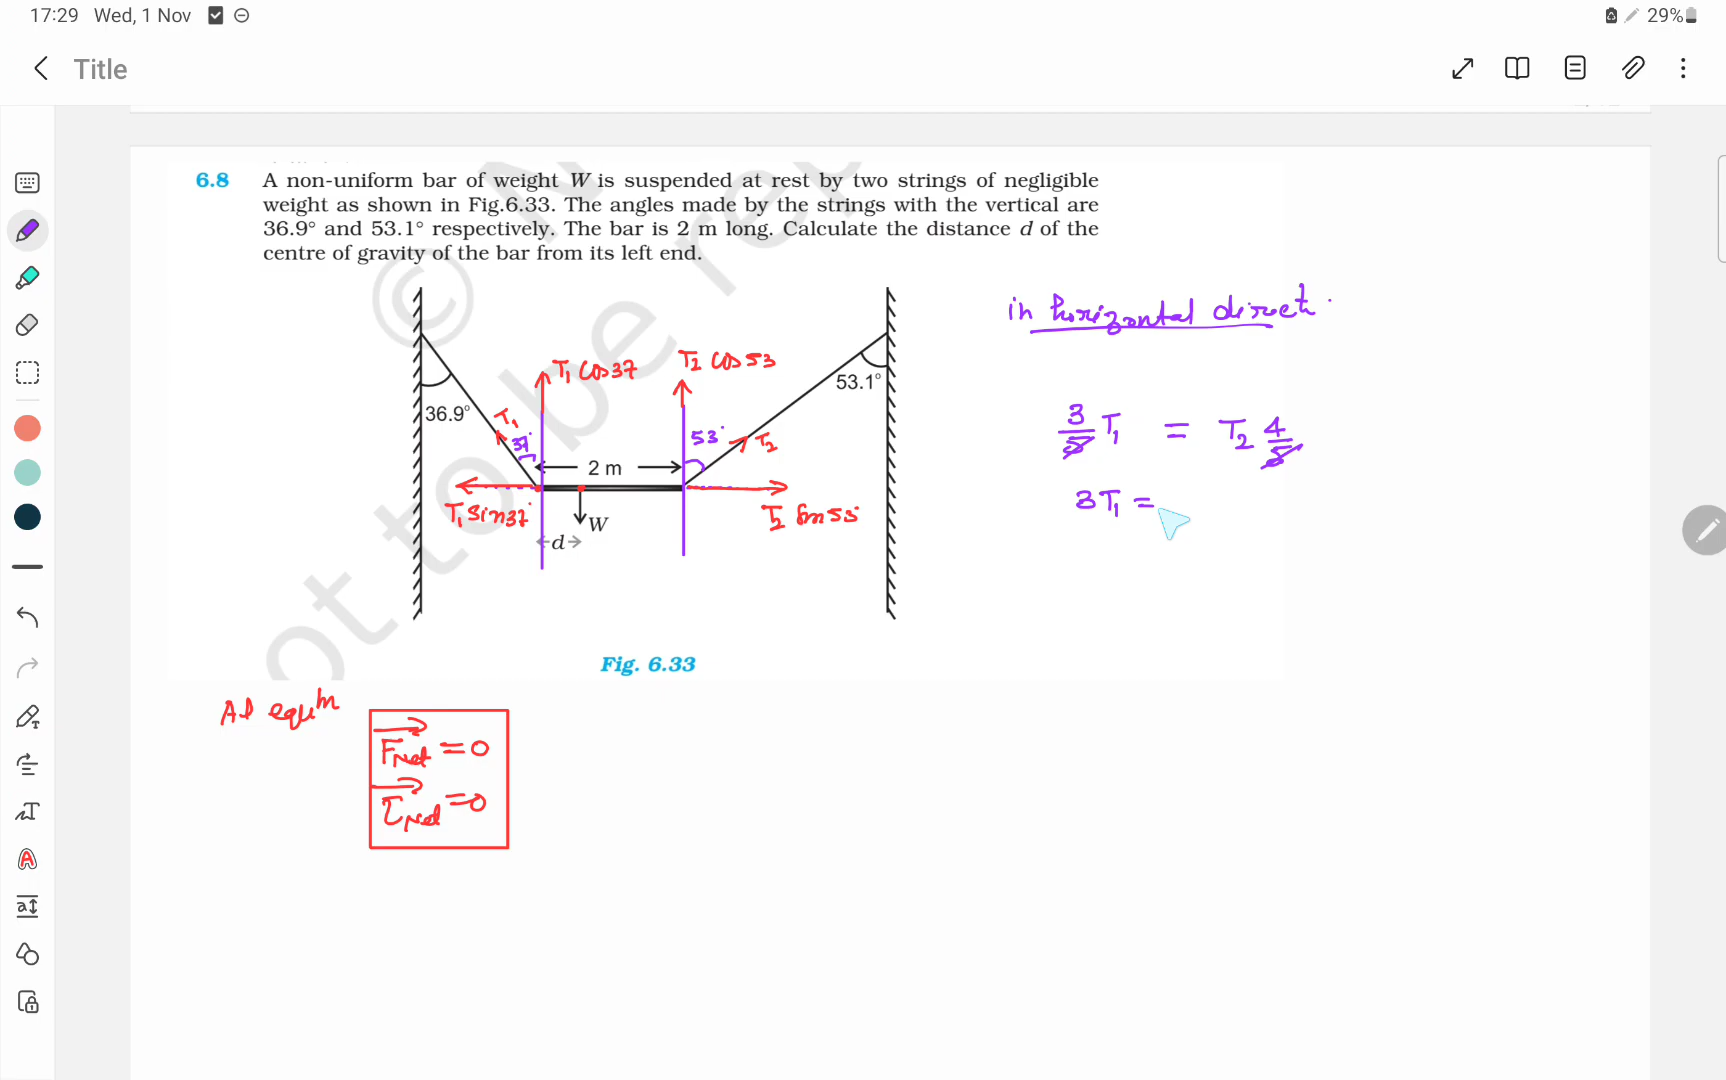 17:29 Wed, 1 Nov
29%
Title
6.8 A non-uniform bar of weight W is suspended at rest by two strings of negligible
weight as shown in Fig.6.33. The angles made by the strings with the vertical are
36.9° and 53.1° respectively. The bar is 2 m long. Calculate the distance d of the
centre of gravity of the bar from its left end.
in horizontal direct.
T₁ Cos37
T₂ Cos53
53.1°
36.9°
T₁
37°
53°
T₂
2 m
T₁ Sin37
W
d
T₂ Sin53
3/5 T₁ = T₂ 4/5
3T₁ =
Fig. 6.33
At equm
Fnet = 0
τnet = 0
© N
ot to be rep